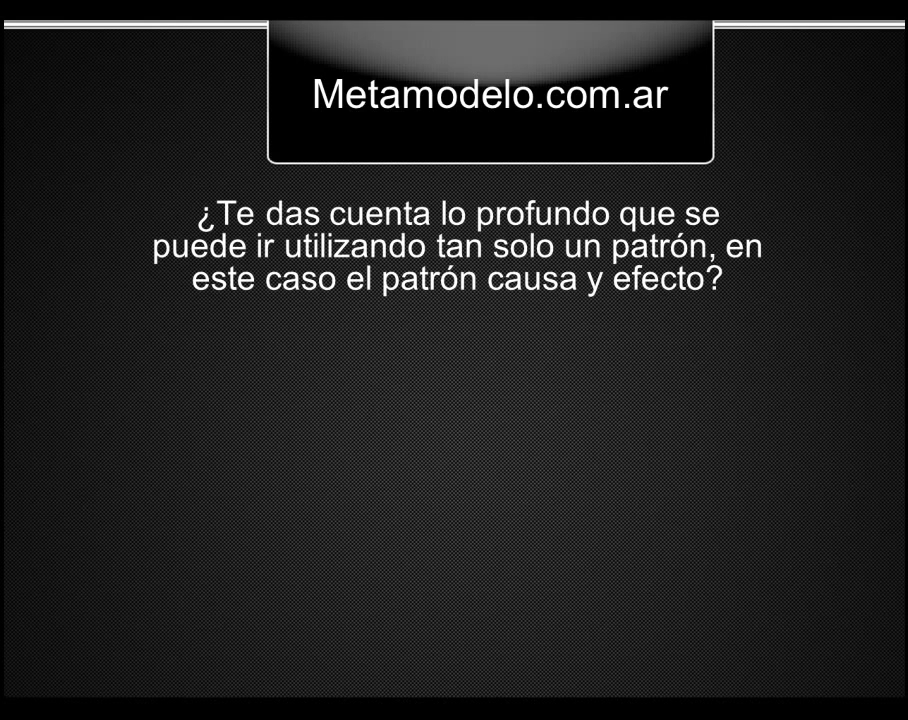 Metamodelo.com.ar
¿Te das cuenta lo profundo que se
puede ir utilizando tan solo un patrón, en
este caso el patrón causa y efecto?